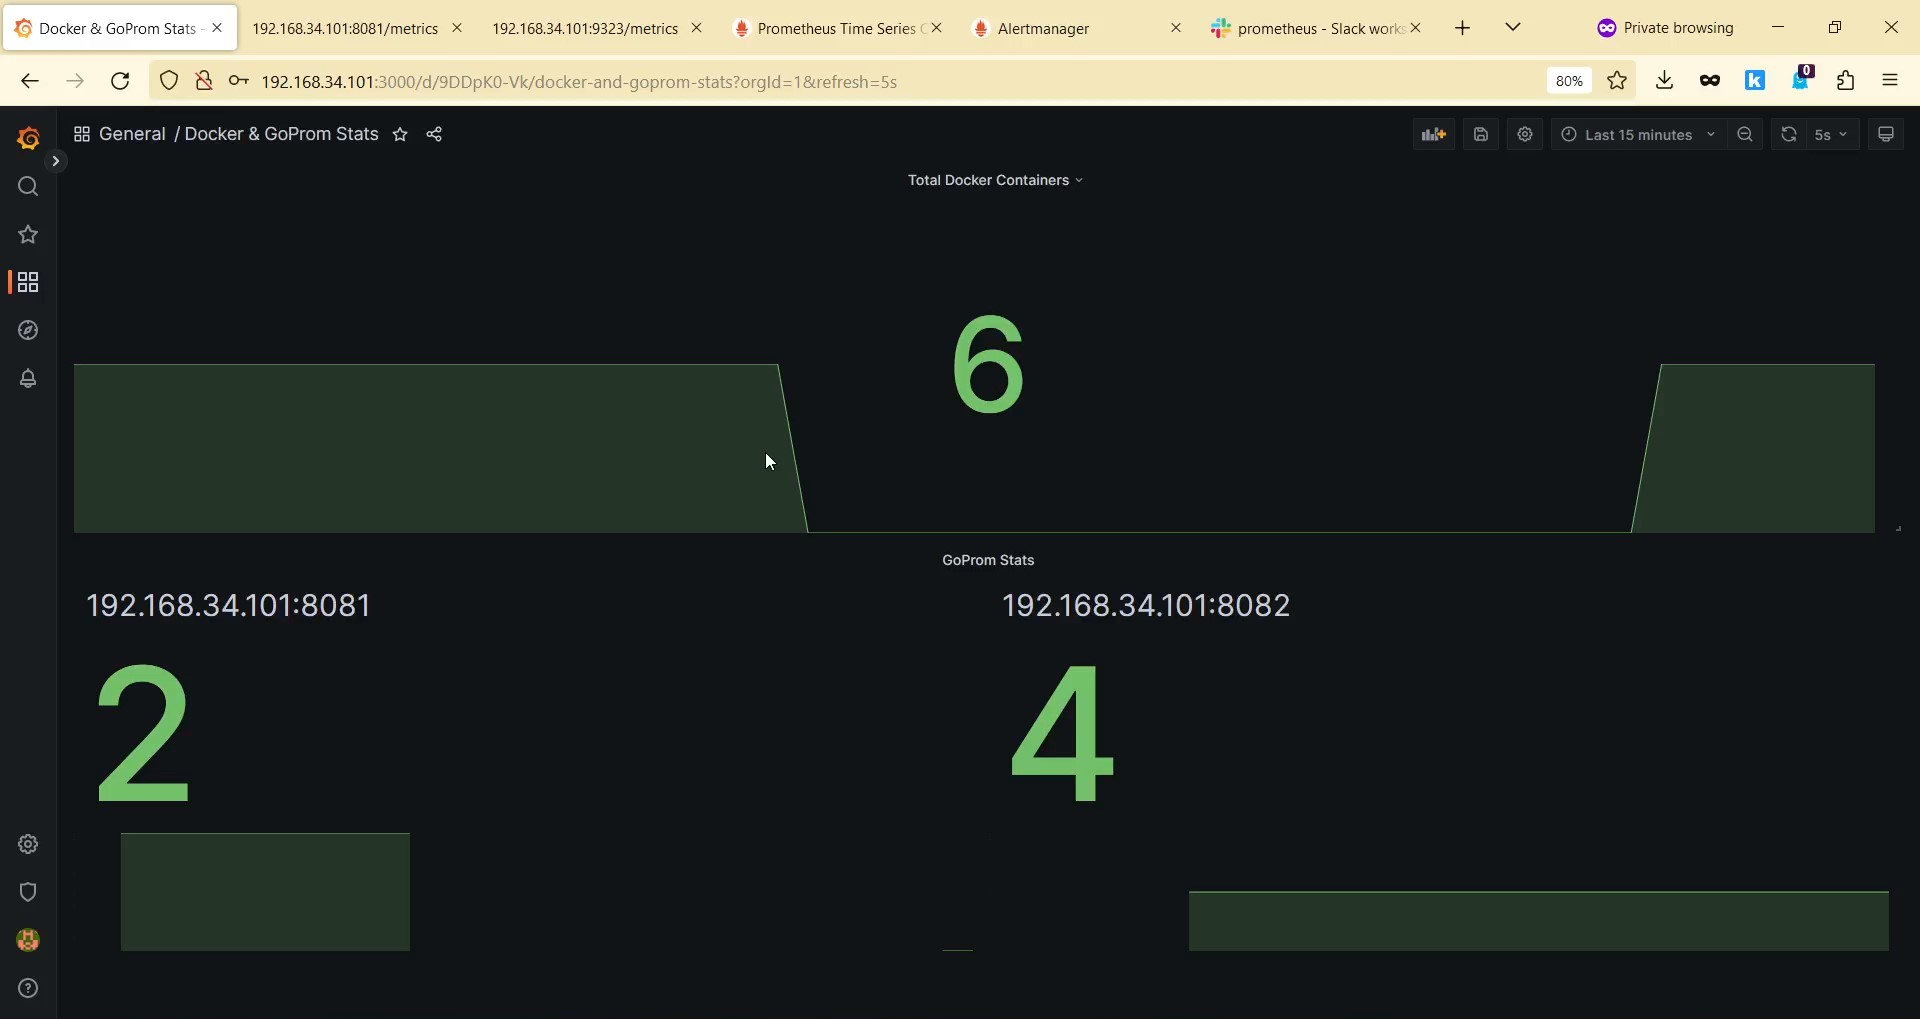 Docker & GoProm Stats -
192.168.34.101:8081/metrics
192.168.34.101:9323/metrics
Prometheus Time Series C
Alertmanager
prometheus - Slack works
Private browsing
192.168.34.101:3000/d/9DDpK0-Vk/docker-and-goprom-stats?orgId=1&refresh=5s
80%
k
0
General / Docker & GoProm Stats
Last 15 minutes
5s
Total Docker Containers
6
GoProm Stats
192.168.34.101:8081
192.168.34.101:8082
2
4